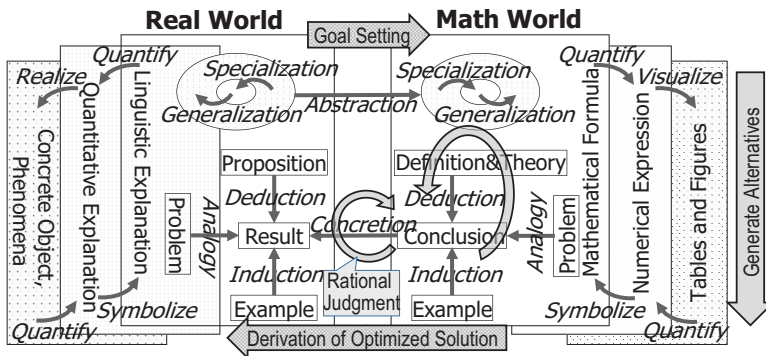 Real World
Goal Setting
Math World
Quantify
Realize
Specialization
Generalization
Abstraction
Specialization
Generalization
Quantify
Visualize
Concrete Object,
Phenomena
Quantitative Explanation
Linguistic Explanation
Proposition
Deduction
Problem
Analogy
Result
Concretion
Induction
Example
Rational
Judgment
Definition&Theory
Deduction
Conclusion
Induction
Example
Analogy
Problem
Mathematical Formula
Numerical Expression
Tables and Figures
Generate Alternatives
Symbolize
Quantify
Symbolize
Quantify
Derivation of Optimized Solution